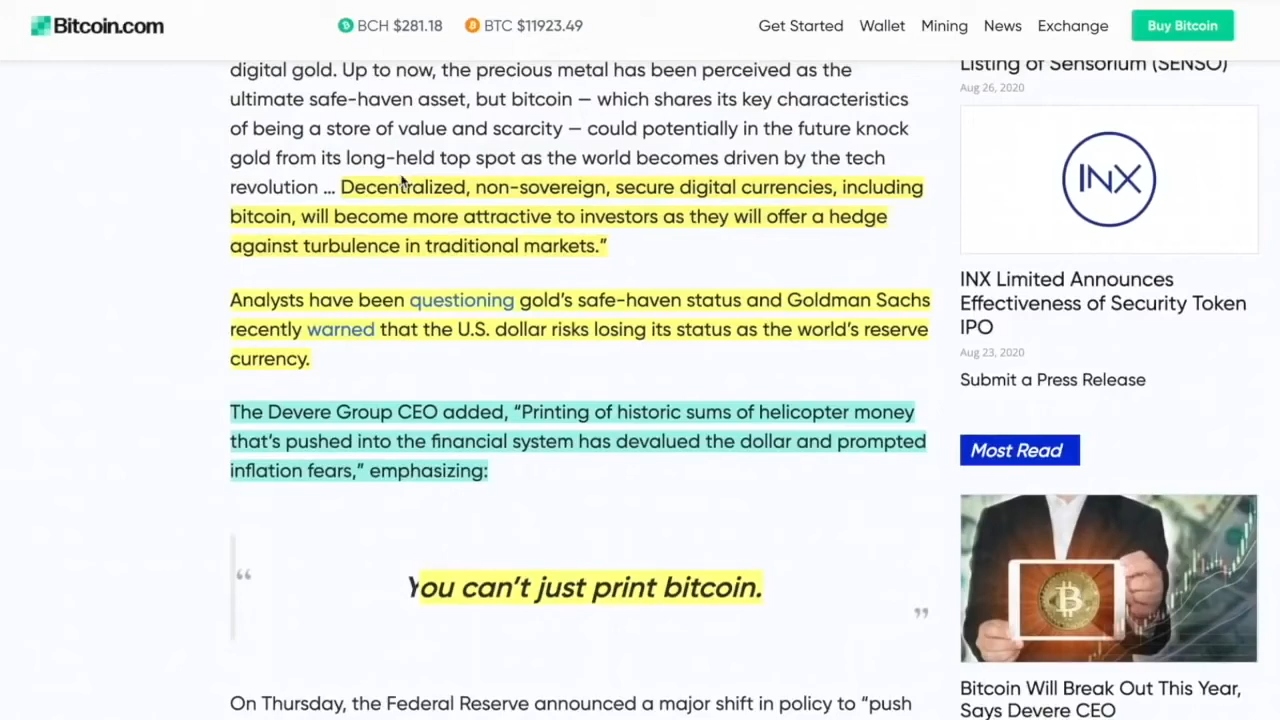 Bitcoin.com
BCH $281.18
BTC $11923.49
Get Started
Wallet
Mining
News
Exchange
Buy Bitcoin
digital gold. Up to now, the precious metal has been perceived as the
ultimate safe-haven asset, but bitcoin — which shares its key characteristics
of being a store of value and scarcity — could potentially in the future knock
gold from its long-held top spot as the world becomes driven by the tech
revolution … Decentralized, non-sovereign, secure digital currencies, including
bitcoin, will become more attractive to investors as they will offer a hedge
against turbulence in traditional markets.”
Analysts have been questioning gold’s safe-haven status and Goldman Sachs
recently warned that the U.S. dollar risks losing its status as the world’s reserve
currency.
The Devere Group CEO added, “Printing of historic sums of helicopter money
that’s pushed into the financial system has devalued the dollar and prompted
inflation fears,” emphasizing:
“
You can’t just print bitcoin.
”
On Thursday, the Federal Reserve announced a major shift in policy to “push
Listing of Sensorium (SENSO)
Aug 26, 2020
INX
INX Limited Announces
Effectiveness of Security Token
IPO
Aug 23, 2020
Submit a Press Release
Most Read
Bitcoin Will Break Out This Year,
Says Devere CEO